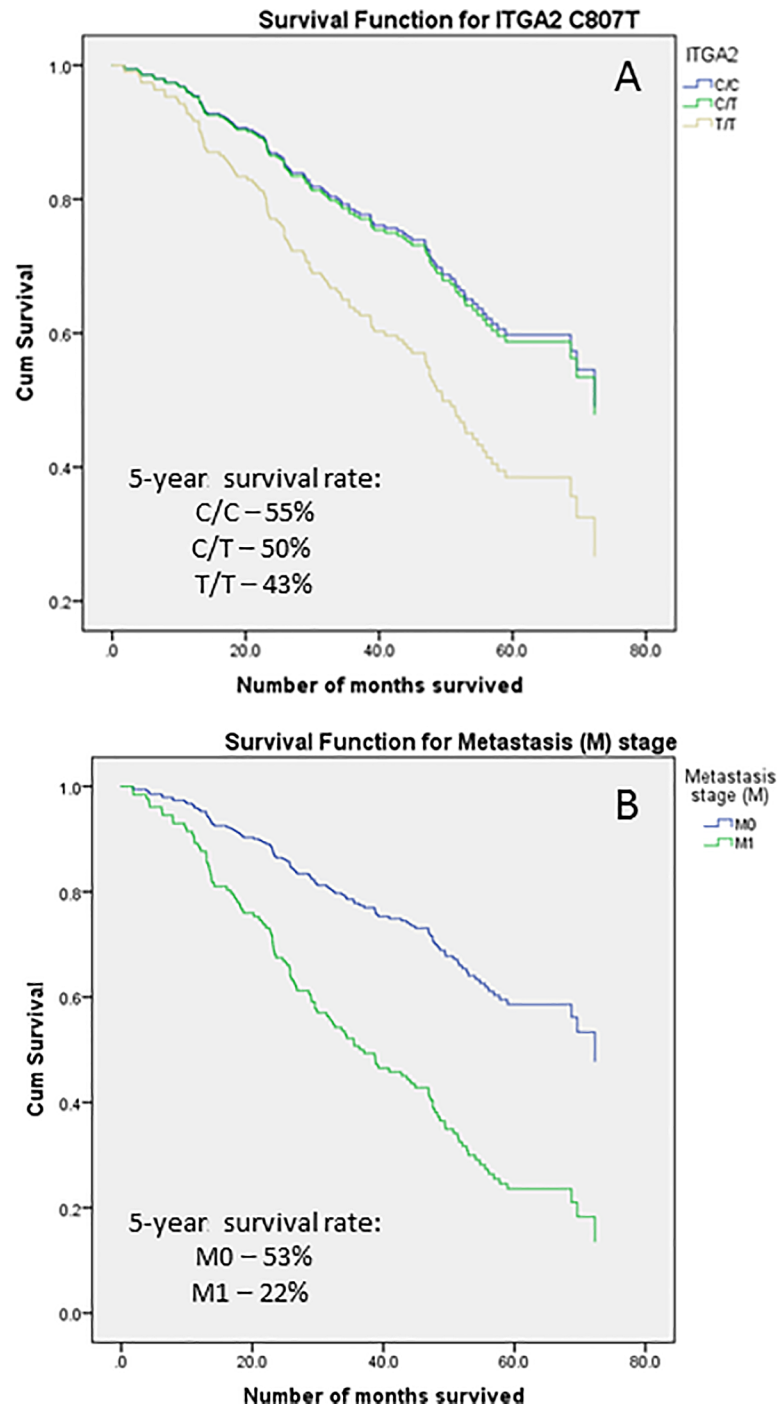 Survival Function for ITGA2 C807T
A
ITGA2
C/C
C/T
T/T
1.0
0.8
0.6
0.4
0.2
Cum Survival
5-year survival rate:
C/C – 55%
C/T – 50%
T/T – 43%
.0 20.0 40.0 60.0 80.0
Number of months survived
Survival Function for Metastasis (M) stage
B
Metastasis
stage (M)
M0
M1
1.0
0.8
0.6
0.4
0.2
0.0
Cum Survival
5-year survival rate:
M0 – 53%
M1 – 22%
.0 20.0 40.0 60.0 80.0
Number of months survived